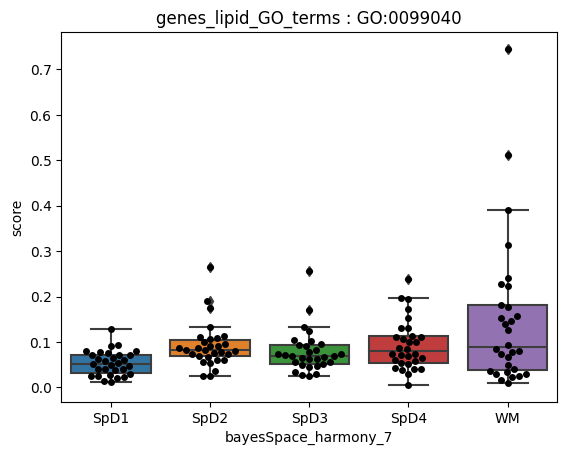 genes_lipid_GO_terms : GO:0099040
score
0.7
0.6
0.5
0.4
0.3
0.2
0.1
0.0
SpD1 SpD2 SpD3 SpD4 WM
bayesSpace_harmony_7